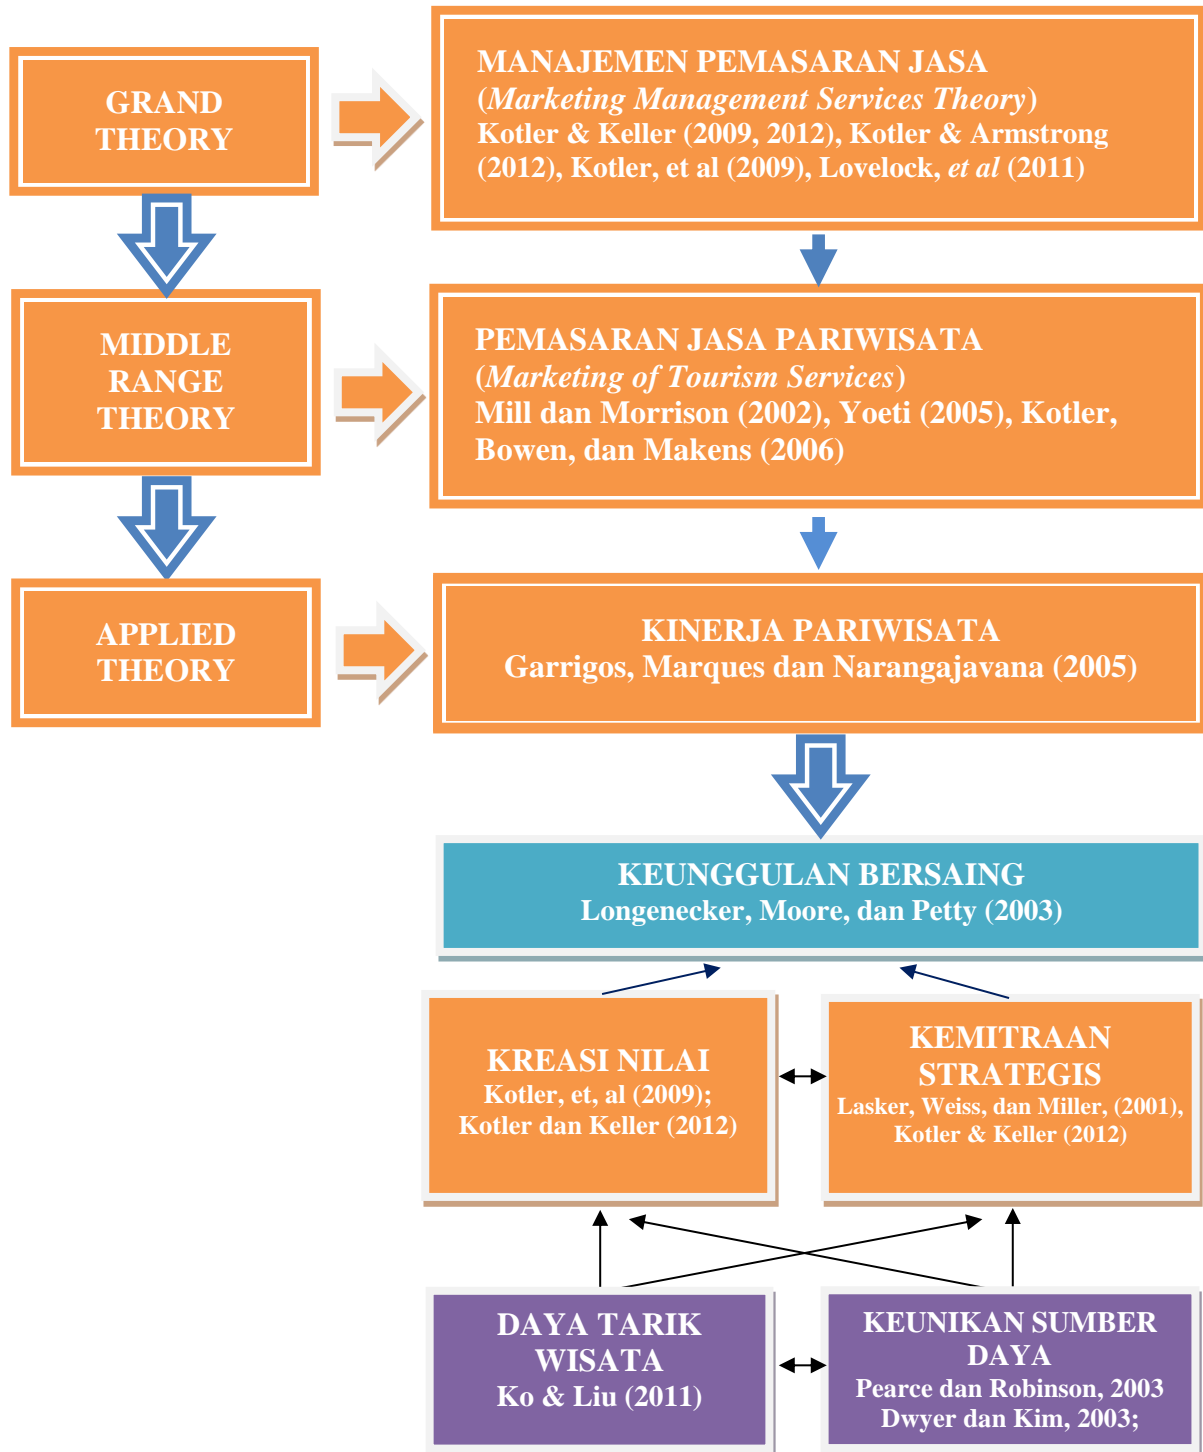 GRAND
THEORY
MANAJEMEN PEMASARAN JASA
(Marketing Management Services Theory)
Kotler & Keller (2009, 2012), Kotler & Armstrong
(2012), Kotler, et al (2009), Lovelock, et al (2011)
MIDDLE
RANGE
THEORY
PEMASARAN JASA PARIWISATA
(Marketing of Tourism Services)
Mill dan Morrison (2002), Yoeti (2005), Kotler,
Bowen, dan Makens (2006)
APPLIED
THEORY
KINERJA PARIWISATA
Garrigos, Marques dan Narangajavana (2005)
KEUNGGULAN BERSAING
Longenecker, Moore, dan Petty (2003)
KREASI NILAI
Kotler, et, al (2009);
Kotler dan Keller (2012)
KEMITRAAN
STRATEGIS
Lasker, Weiss, dan Miller, (2001),
Kotler & Keller (2012)
DAYA TARIK
WISATA
Ko & Liu (2011)
KEUNIKAN SUMBER
DAYA
Pearce dan Robinson, 2003
Dwyer dan Kim, 2003;